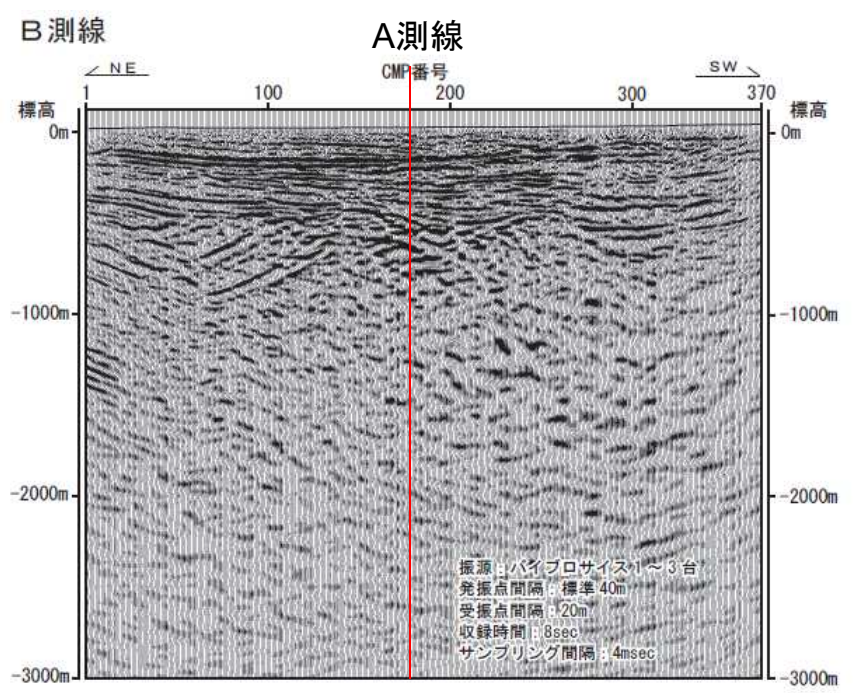 B測線
A測線
NE
CMP番号
SW
1 100 200 300 370
標高 標高
0m 0m
-1000m -1000m
-2000m -2000m
-3000m -3000m
振源:バイブロサイス1～3台
発振点間隔:標準40m
受振点間隔:20m
収録時間:8sec
サンプリング間隔:4msec